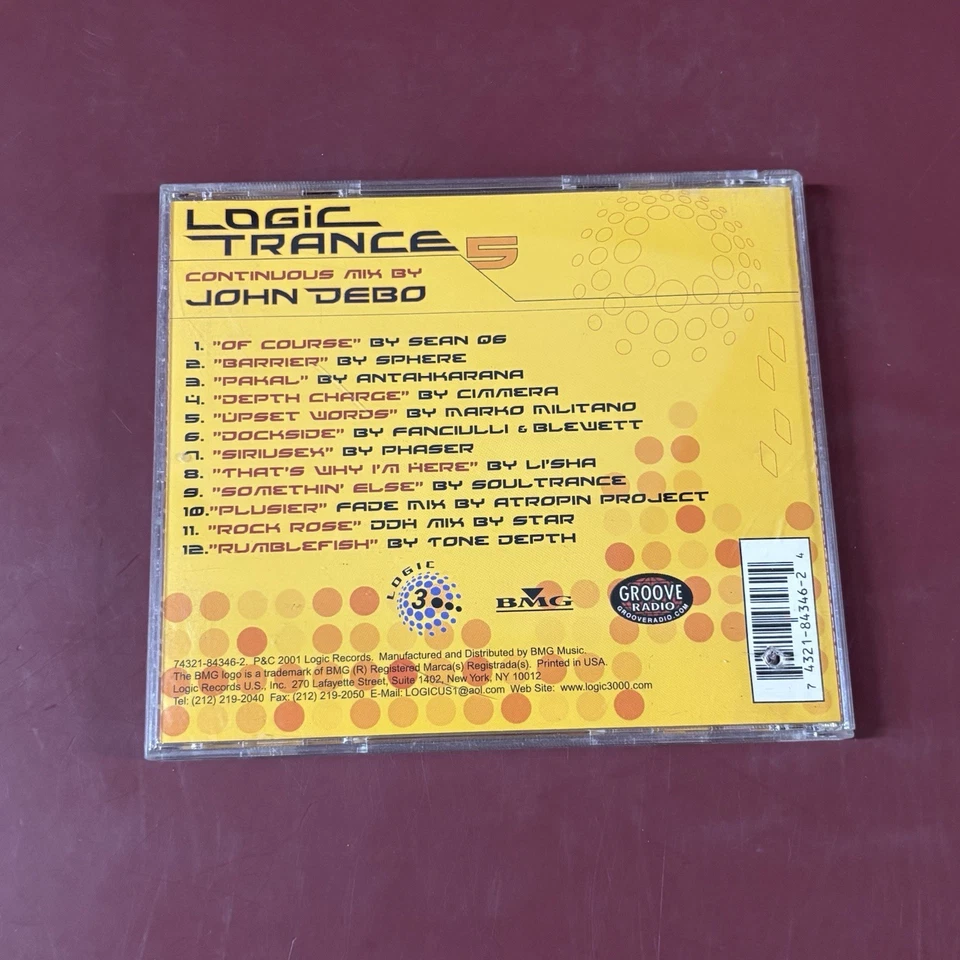 LOGiC
TRANCE 5
CONTINUOUS MIX BY
JOHN DEBO
1. "OF COURSE" BY SEAN Q6
2. "BARRIER" BY SPHERE
3. "PAKAL" BY ANTAHKARANA
4. "DEPTH CHARGE" BY CIMMERA
5. "UPSET WORDS" BY MARKO MILITANO
6. "DOCKSIDE" BY FANCIULLI & BLEWETT
7. "SIRIUSEX" BY PHASER
8. "THAT'S WHY I'M HERE" BY LI'SHA
9. "SOMETHIN' ELSE" BY SOULTRANCE
10. "PLUSIER" FADE MIX BY ATROPIN PROJECT
11. "ROCK ROSE" DDH MIX BY STAR
12. "RUMBLEFISH" BY TONE DEPTH
LOGIC
3
BMG
GROOVE
RADIO
GROOVERADIO.COM
7 4321-84346-2 4
74321-84346-2. P&C 2001 Logic Records. Manufactured and Distributed by BMG Music.
The BMG logo is a trademark of BMG (R) Registered Marca(s) Registrada(s). Printed in USA.
Logic Records U.S., Inc. 270 Lafayette Street, Suite 1402, New York, NY 10012
Tel: (212) 219-2040 Fax: (212) 219-2050 E-Mail: LOGICUS1@aol.com Web Site: www.logic3000.com